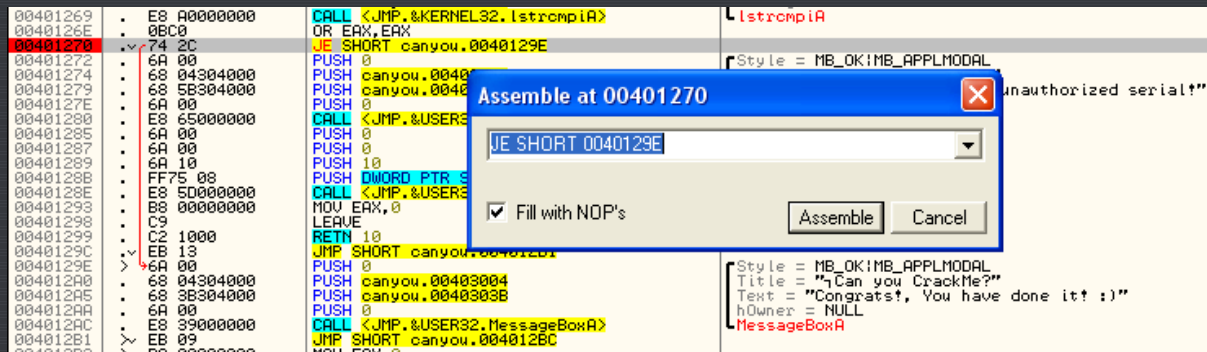 00401269 . E8 A0000000 CALL <JMP.&KERNEL32.lstrcmpiA> lstrcmpiA
0040126E . 0BC0 OR EAX,EAX
00401270 .v 74 2C JE SHORT canyou.0040129E
00401272 . 6A 00 PUSH 0 Style = MB_OK|MB_APPLMODAL
00401274 . 68 04304000 PUSH canyou.0040
00401279 . 68 5B304000 PUSH canyou.0040 unauthorized serial!"
0040127E . 6A 00 PUSH 0
00401280 . E8 65000000 CALL <JMP.&USER3
00401285 . 6A 00 PUSH 0
00401287 . 6A 00 PUSH 0
00401289 . 6A 10 PUSH 10
0040128B . FF75 08 PUSH DWORD PTR S
0040128E . E8 5D000000 CALL <JMP.&USER3
00401293 . B8 00000000 MOV EAX,0
00401298 . C9 LEAVE
00401299 . C2 1000 RETN 10
0040129C .v EB 13 JMP SHORT canyou.004012B1
0040129E > 6A 00 PUSH 0 Style = MB_OK|MB_APPLMODAL
004012A0 . 68 04304000 PUSH canyou.00403004 Title = "┐Can you CrackMe?"
004012A5 . 68 3B304000 PUSH canyou.0040303B Text = "Congrats!, You have done it! :)"
004012AA . 6A 00 PUSH 0 hOwner = NULL
004012AC . E8 39000000 CALL <JMP.&USER32.MessageBoxA> MessageBoxA
004012B1 > EB 09 JMP SHORT canyou.004012BC
Assemble at 00401270
JE SHORT 0040129E
Fill with NOP's
Assemble Cancel